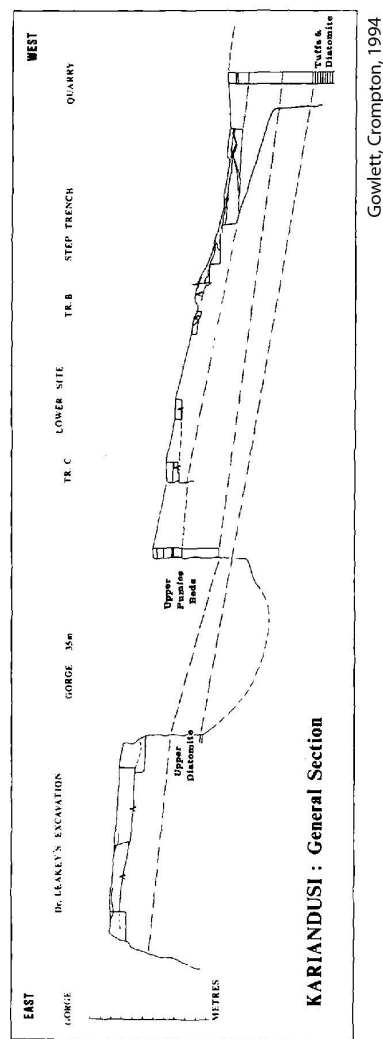 EAST
WEST
GORGE
Dr. LEAKEY'S EXCAVATION
GORGE 35m
TR. C
LOWER SITE
TR. B
STEP TRENCH
QUARRY
METRES
Upper
Diatomite
Upper
Pumice
Beds
Tuffs &
Diatomite
KARIANDUSI : General Section
Gowlett, Crompton, 1994